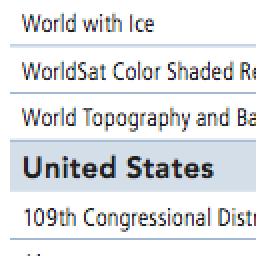 World with Ice
WorldSat Color Shaded Re
World Topography and Ba
United States
109th Congressional Distr